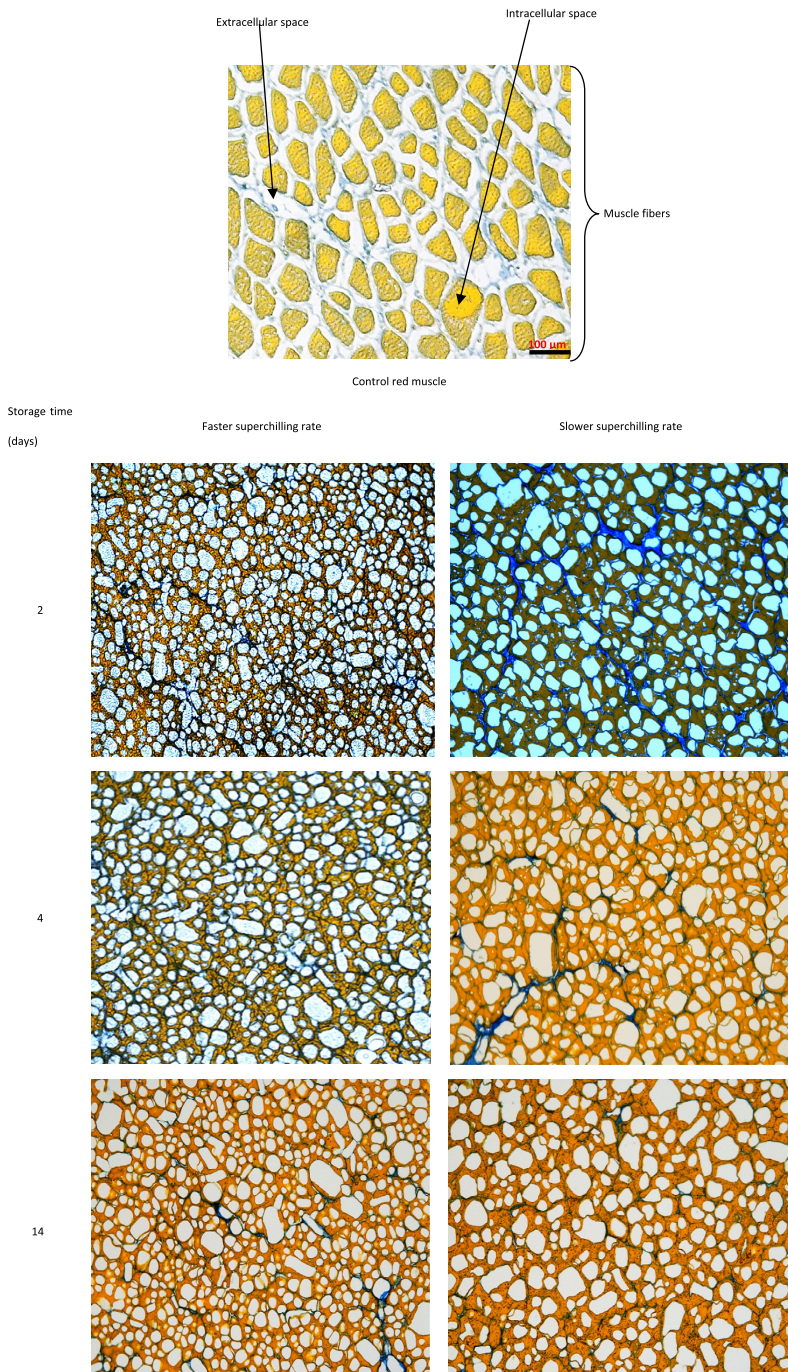 Extracellular space
Intracellular space
Muscle fibers
100 µm
Control red muscle
Storage time
(days)
Faster superchilling rate
Slower superchilling rate
2
4
14